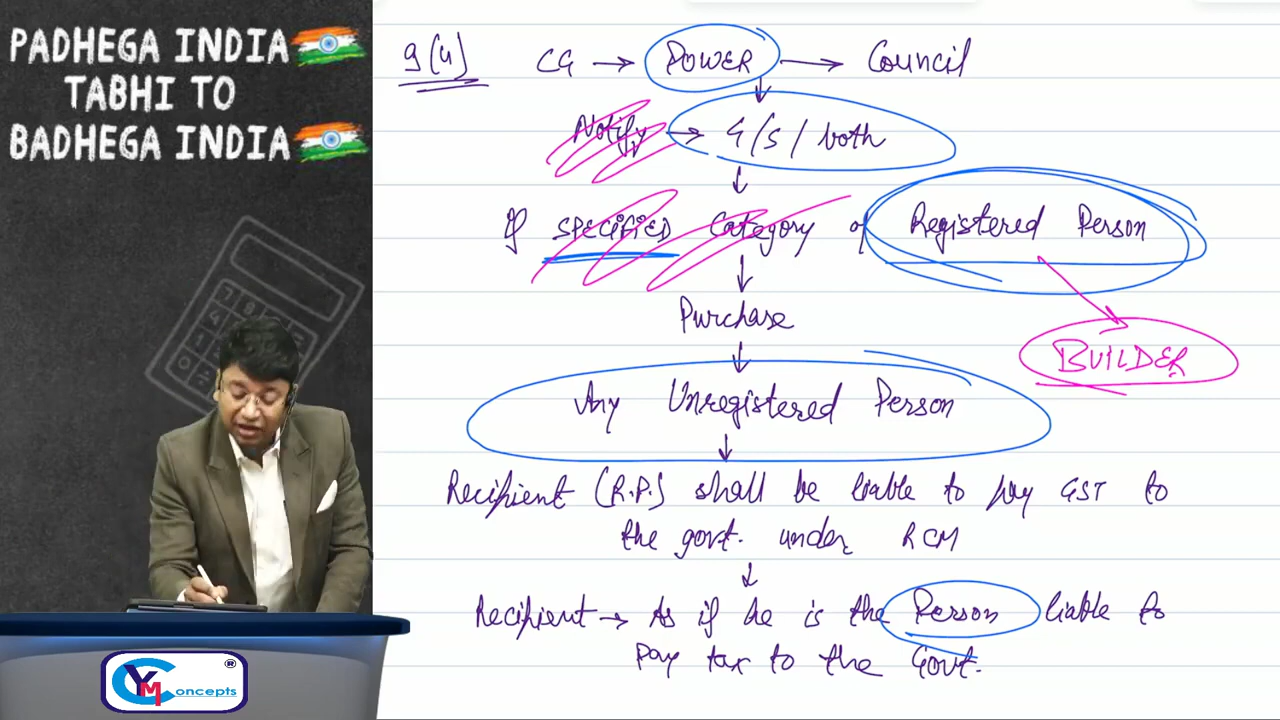 PADHEGA INDIA
TABHI TO
BADHEGA INDIA
9(4) CG → POWER → Council
Notify → G/S/both
If SPECIFIED Category of Registered Person
Purchase
BUILDER
Any Unregistered Person
Recipient (R.P.) shall be liable to pay GST to
the govt. under RCM
Recipient → As if he is the Person liable to
Pay tax to the Govt.
YM Concepts ®